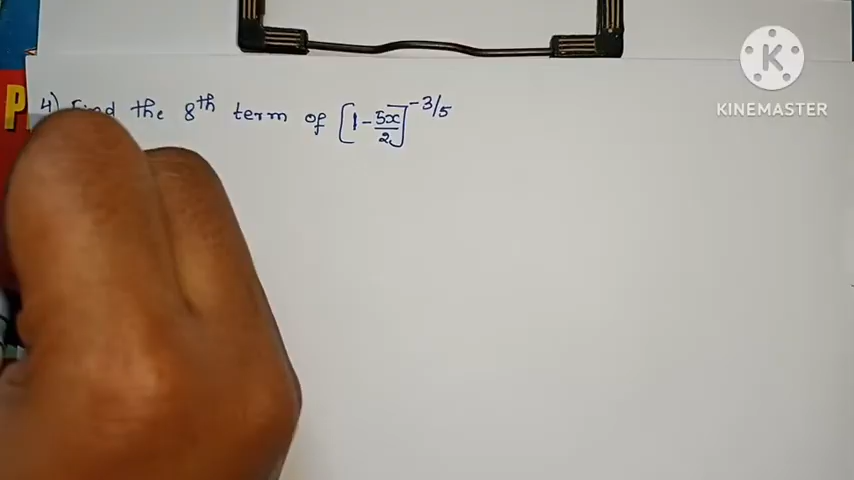 4) Find the 8th term of [1 - 5x/2]^-3/5
K
KINEMASTER
P